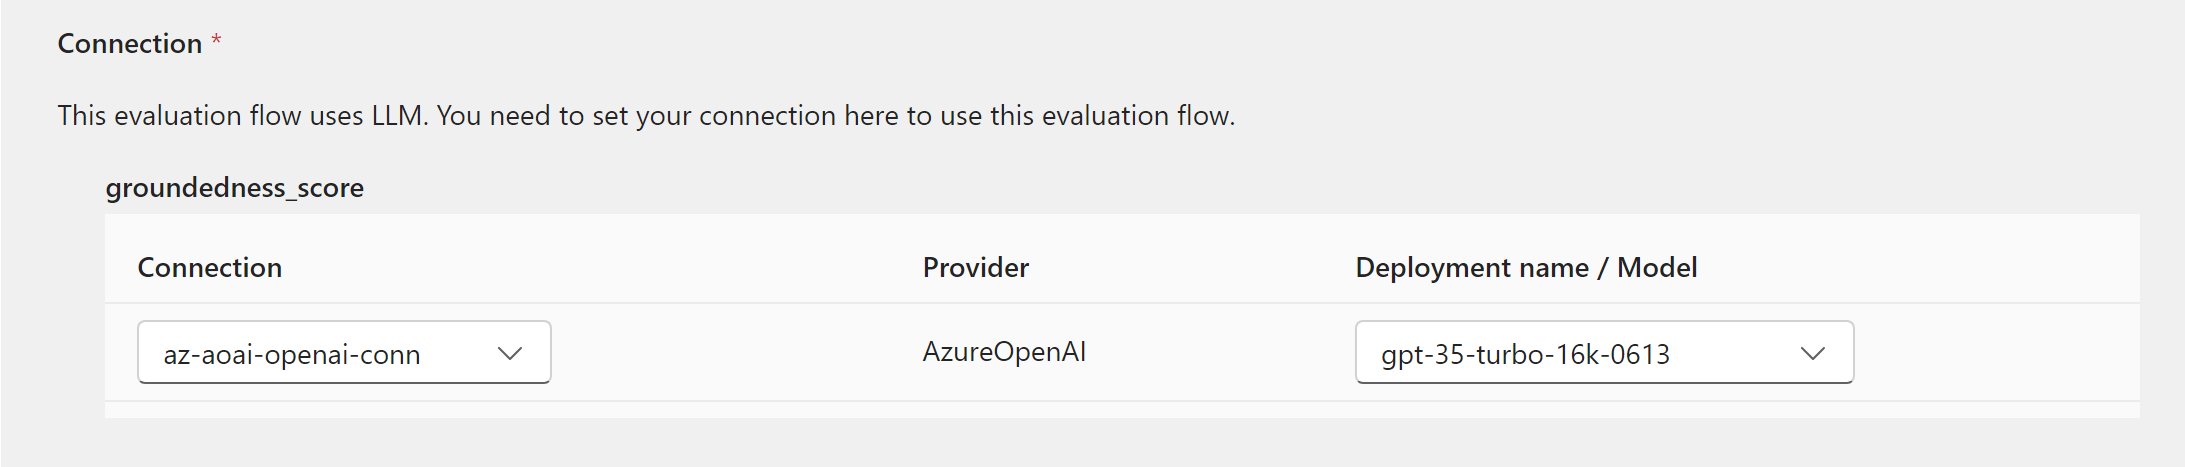 Connection *
This evaluation flow uses LLM. You need to set your connection here to use this evaluation flow.
groundedness_score
Connection Provider Deployment name / Model
az-aoai-openai-conn AzureOpenAI gpt-35-turbo-16k-0613